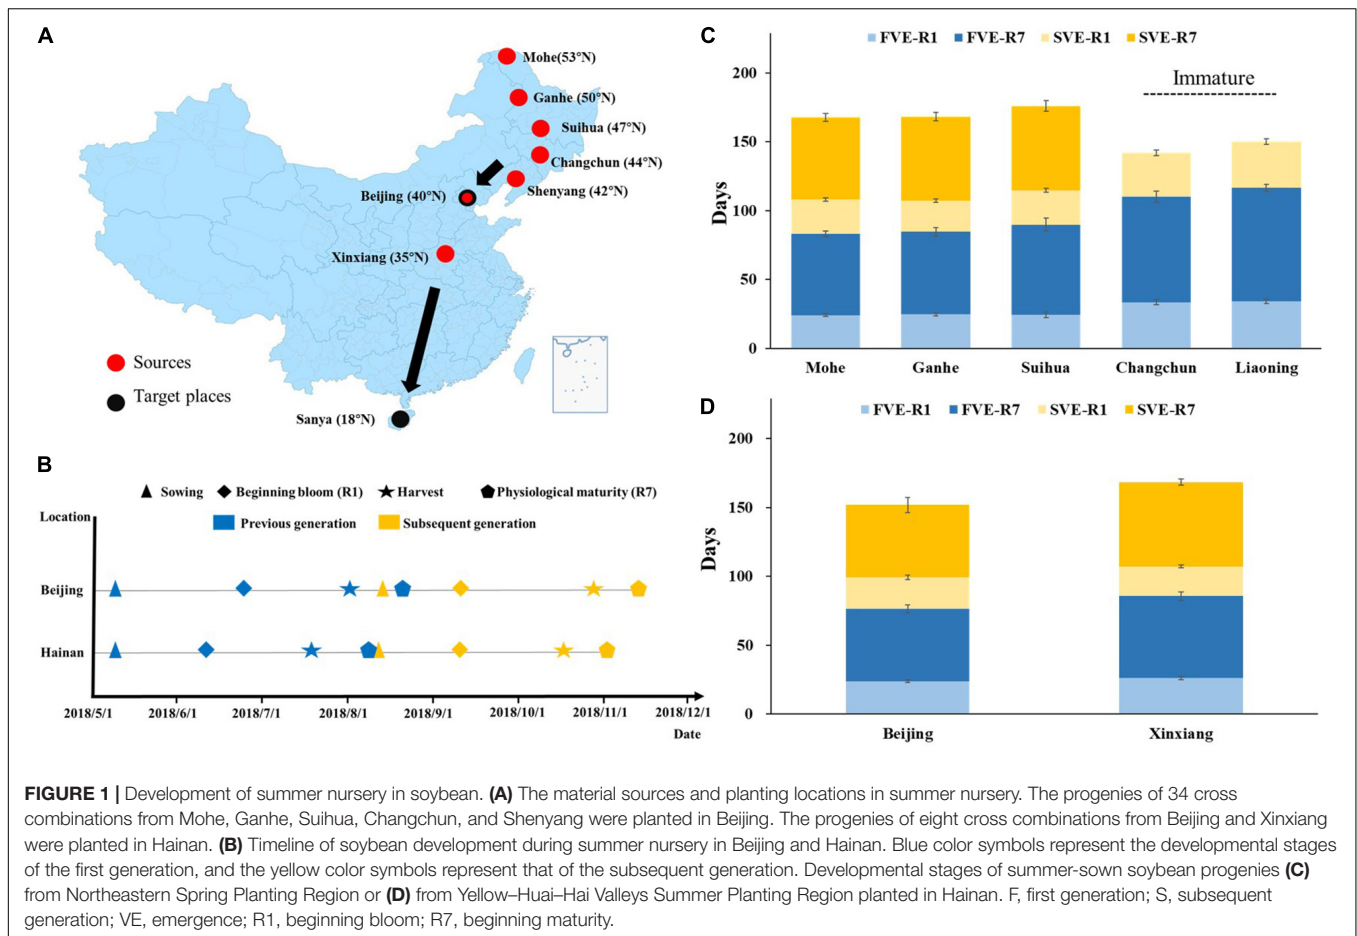 A
Mohe(53°N)
Ganhe (50°N)
Suihua (47°N)
Changchun (44°N)
Shenyang (42°N)
Beijing (40°N)
Xinxiang (35°N)
Sources
Target places
Sanya (18°N)
B
Sowing
Beginning bloom (R1)
Harvest
Physiological maturity (R7)
Location
Previous generation
Subsequent generation
Beijing
Hainan
2018/5/1
2018/6/1
2018/7/1
2018/8/1
2018/9/1
2018/10/1
2018/11/1
2018/12/1
Date
C
FVE-R1
FVE-R7
SVE-R1
SVE-R7
Immature
Days
200
150
100
50
0
Mohe
Ganhe
Suihua
Changchun
Liaoning
D
FVE-R1
FVE-R7
SVE-R1
SVE-R7
Days
200
150
100
50
0
Beijing
Xinxiang
FIGURE 1 | Development of summer nursery in soybean. (A) The material sources and planting locations in summer nursery. The progenies of 34 cross
combinations from Mohe, Ganhe, Suihua, Changchun, and Shenyang were planted in Beijing. The progenies of eight cross combinations from Beijing and Xinxiang
were planted in Hainan. (B) Timeline of soybean development during summer nursery in Beijing and Hainan. Blue color symbols represent the developmental stages
of the first generation, and the yellow color symbols represent that of the subsequent generation. Developmental stages of summer-sown soybean progenies (C)
from Northeastern Spring Planting Region or (D) from Yellow–Huai–Hai Valleys Summer Planting Region planted in Hainan. F, first generation; S, subsequent
generation; VE, emergence; R1, beginning bloom; R7, beginning maturity.